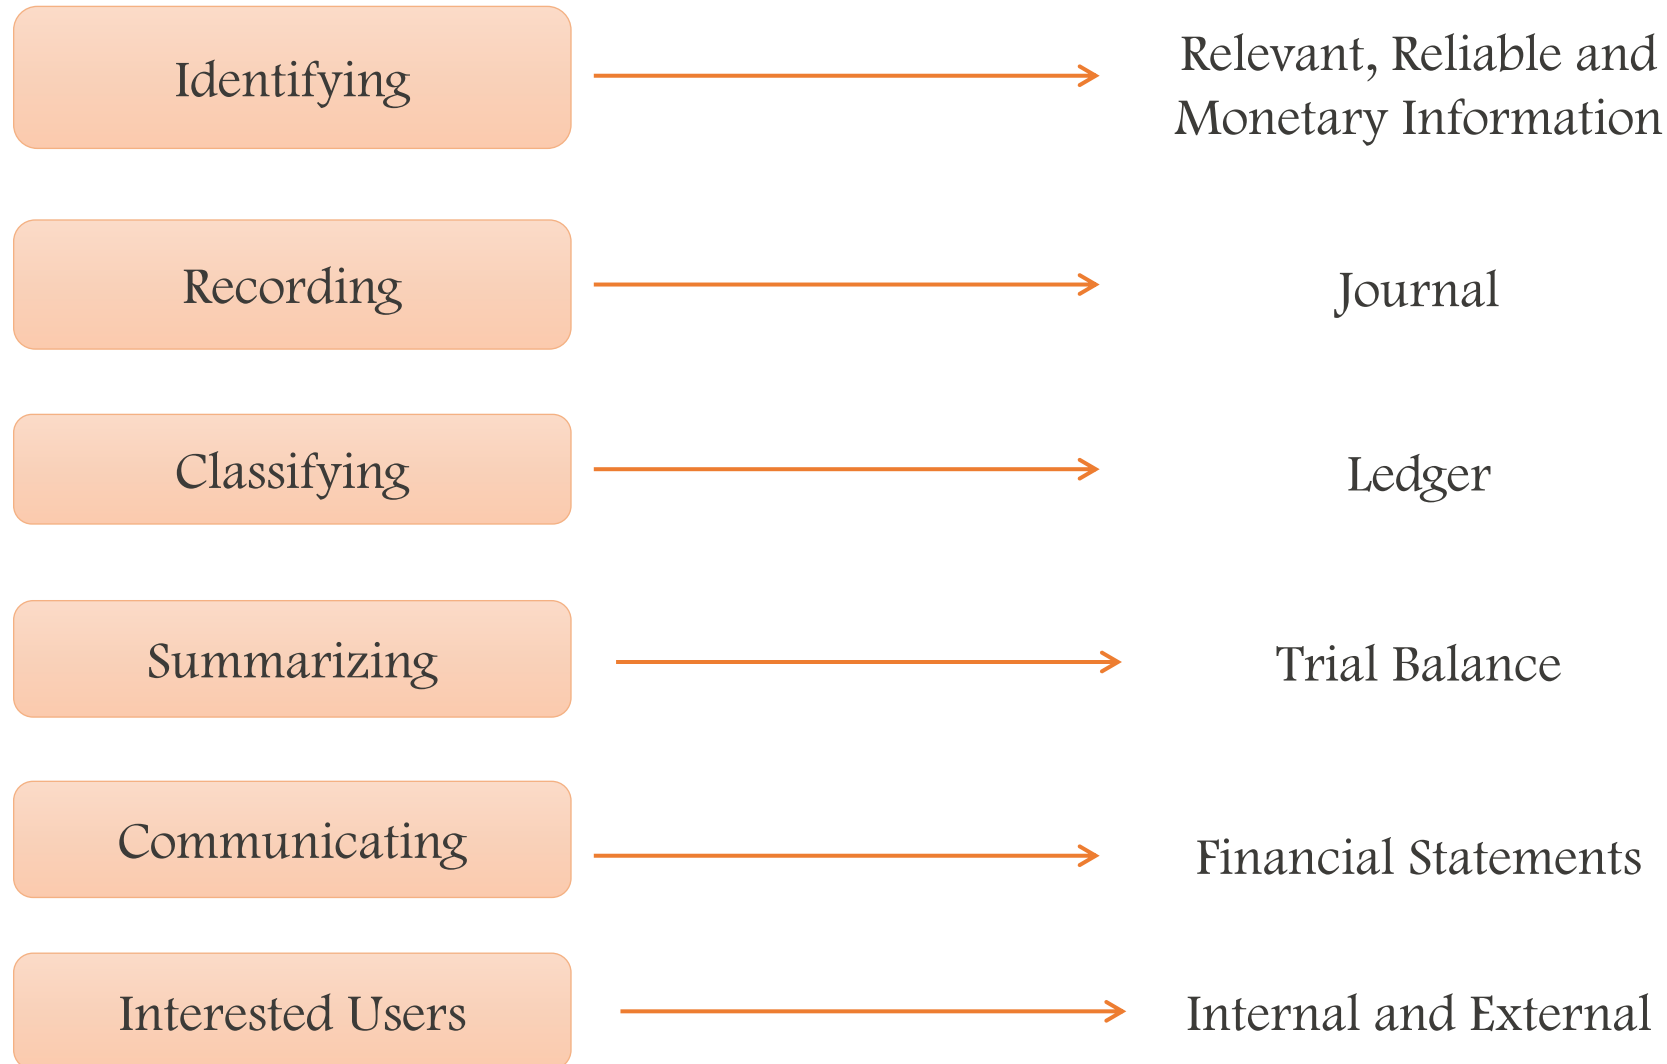 Identifying
Relevant, Reliable and
Monetary Information
Recording
Journal
Classifying
Ledger
Summarizing
Trial Balance
Communicating
Financial Statements
Interested Users
Internal and External